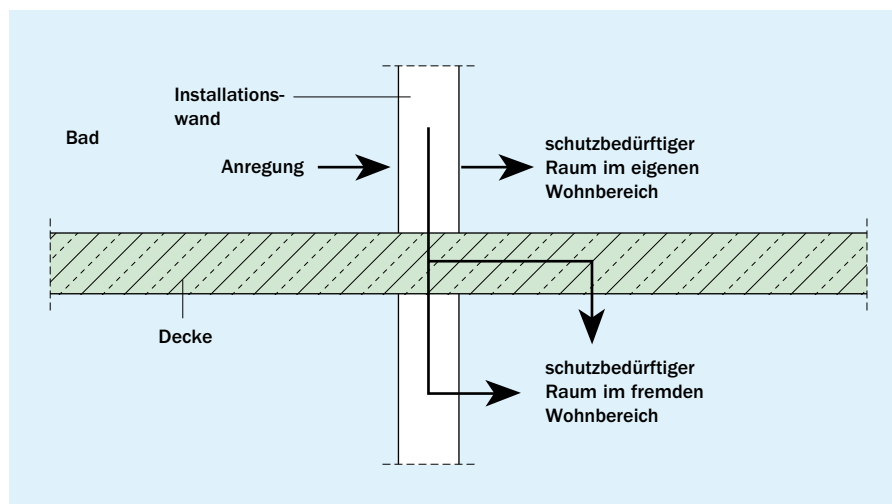 Installations-
wand
Bad
Anregung
schutzbedürftiger
Raum im eigenen
Wohnbereich
Decke
schutzbedürftiger
Raum im fremden
Wohnbereich